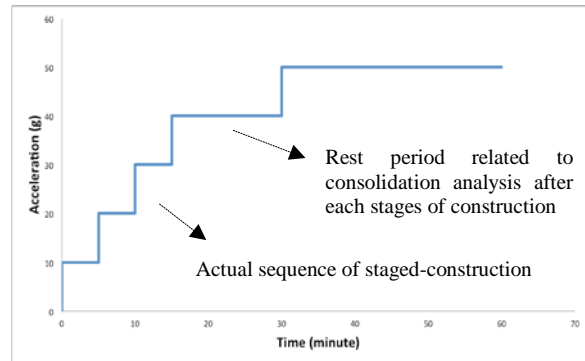 60
50
40
30
20
10
0
Acceleration (g)
Rest period related to
consolidation analysis after
each stages of construction
Actual sequence of staged-construction
0 10 20 30 40 50 60 70
Time (minute)